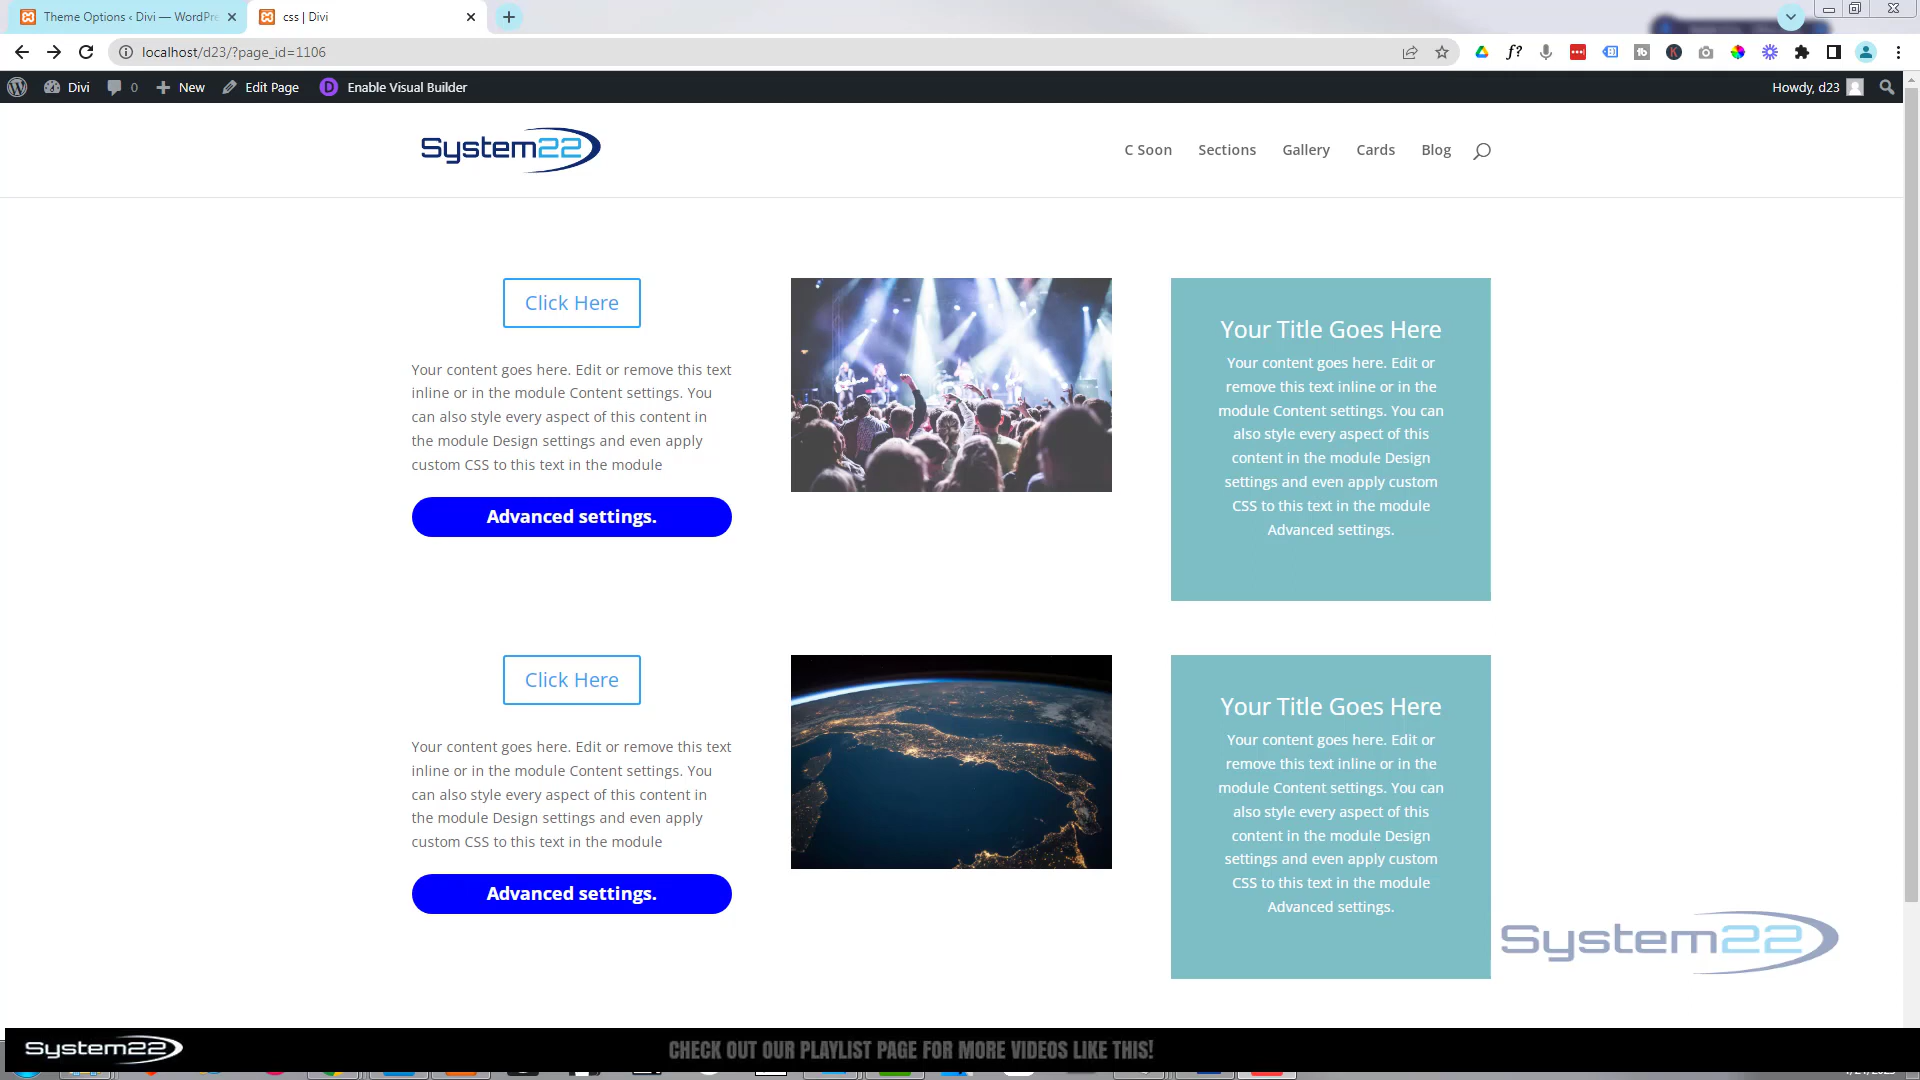 Theme Options ‹ Divi — WordPre
css | Divi
localhost/d23/?page_id=1106
Divi
0
New
Edit Page
D
Enable Visual Builder
Howdy, d23
System22
C Soon
Sections
Gallery
Cards
Blog
Click Here
Your content goes here. Edit or remove this text
inline or in the module Content settings. You
can also style every aspect of this content in
the module Design settings and even apply
custom CSS to this text in the module
Advanced settings.
Your Title Goes Here
Your content goes here. Edit or
remove this text inline or in the
module Content settings. You can
also style every aspect of this
content in the module Design
settings and even apply custom
CSS to this text in the module
Advanced settings.
Click Here
Your content goes here. Edit or remove this text
inline or in the module Content settings. You
can also style every aspect of this content in
the module Design settings and even apply
custom CSS to this text in the module
Advanced settings.
Your Title Goes Here
Your content goes here. Edit or
remove this text inline or in the
module Content settings. You can
also style every aspect of this
content in the module Design
settings and even apply custom
CSS to this text in the module
Advanced settings.
System22
System22
CHECK OUT OUR PLAYLIST PAGE FOR MORE VIDEOS LIKE THIS!